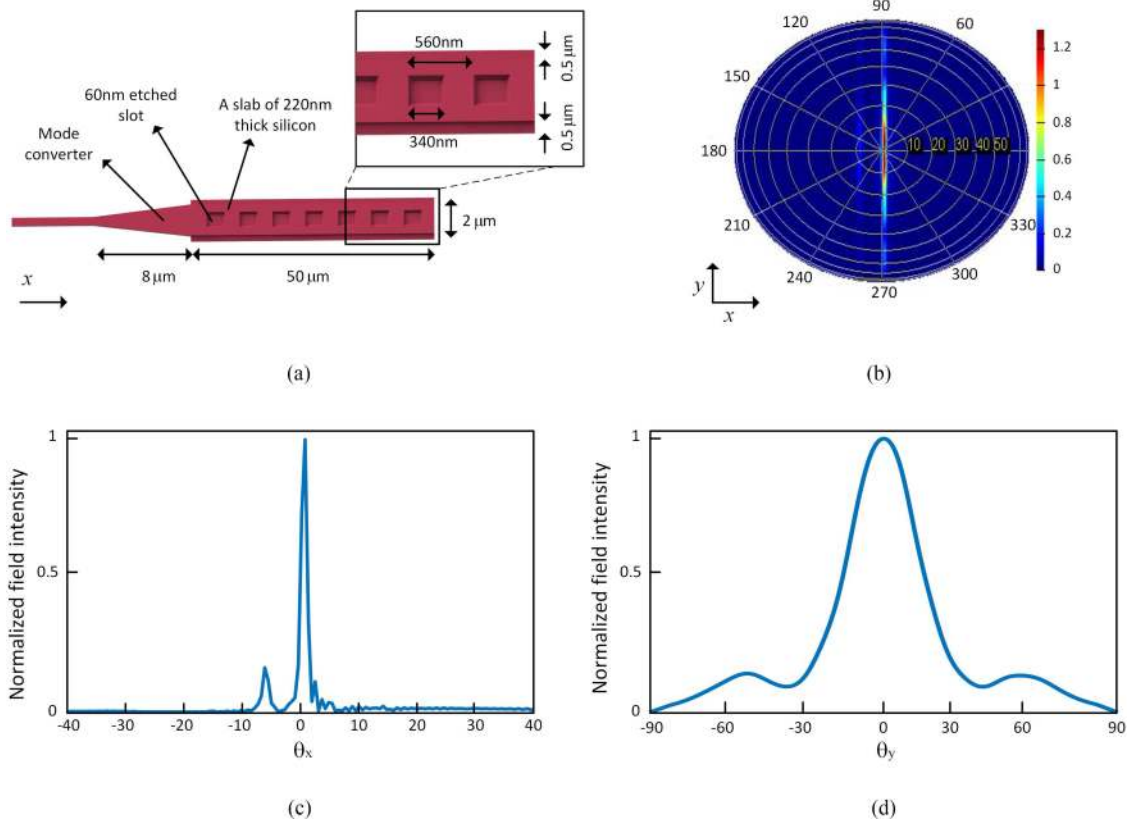 560nm
0.5 µm
340nm
0.5 µm
60nm etched
slot
A slab of 220nm
thick silicon
Mode
converter
2 µm
8 µm
50 µm
x
(a)
90
120
60
150
180
10 20 30 40 50
210
330
240
300
270
y
x
1.2
1
0.8
0.6
0.4
0.2
0
(b)
Normalized field intensity
1
0.5
0
-40 -30 -20 -10 0 10 20 30 40
θx
(c)
Normalized field intensity
1
0.5
0
-90 -60 -30 0 30 60 90
θy
(d)